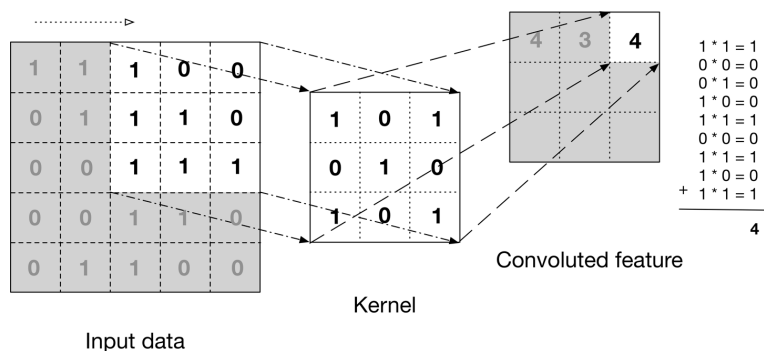 1 1 1 0 0
0 1 1 1 0
0 0 1 1 1
0 0 1 1 0
0 1 1 0 0
Input data
1 0 1
0 1 0
1 0 1
Kernel
4 3 4
Convoluted feature
1 * 1 = 1
0 * 0 = 0
0 * 1 = 0
1 * 0 = 0
1 * 1 = 1
0 * 0 = 0
1 * 1 = 1
1 * 0 = 0
+ 1 * 1 = 1
4